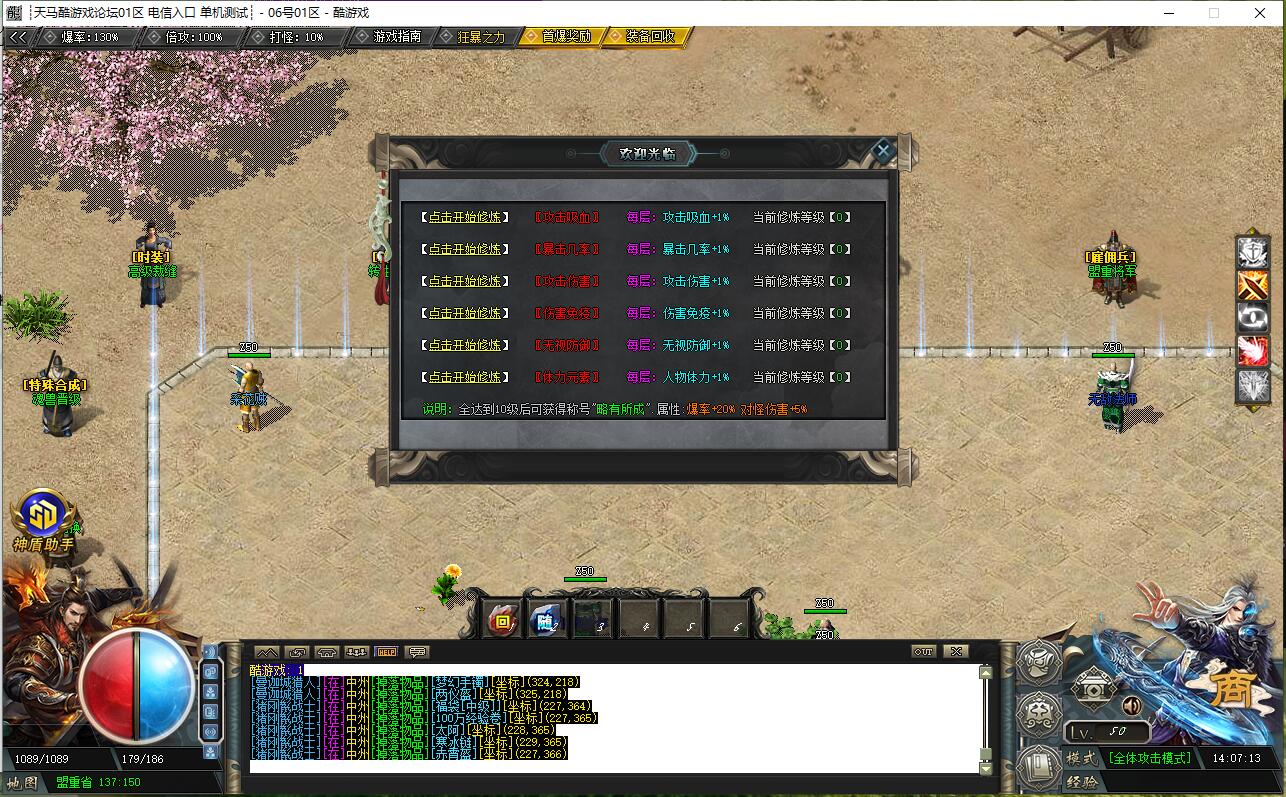 天马酷游戏论坛01区 电信入口 单机测试 - 06号01区 - 酷游戏
爆率:130%
倍攻:100%
打怪:10%
游戏指南
狂暴之力
首爆奖励
装备回收
欢迎光临
【点击开始修炼】 【攻击吸血】 每层：攻击吸血+1% 当前修炼等级【0】
【点击开始修炼】 【暴击几率】 每层：暴击几率+1% 当前修炼等级【0】
【点击开始修炼】 【攻击伤害】 每层：攻击伤害+1% 当前修炼等级【0】
【点击开始修炼】 【伤害免疫】 每层：伤害免疫+1% 当前修炼等级【0】
【点击开始修炼】 【无视防御】 每层：无视防御+1% 当前修炼等级【0】
【点击开始修炼】 【体力元素】 每层：人物体力+1% 当前修炼等级【0】
说明：全达到10级后可获得称号"略有所成".属性:爆率+20% 对怪伤害+5%
[时装]
高级裁缝
[雇佣兵]
盟重将军
Z50
Z50
[特殊合成]
魂兽晋级
神盾助手
Z50
Z50
Z50
回
随
3
4
5
6
HELP
OUT
酷游戏:1
[在]中州[掉落物品][梦幻手镯][坐标](324,218)
[在]中州[掉落物品][两仪盔][坐标](325,218)
[在]中州[掉落物品][福袋[中级]][坐标](227,364)
[在]中州[掉落物品][100万经验卷][坐标](227,365)
[在]中州[掉落物品][太阿][坐标](228,365)
[在]中州[掉落物品][寒冰链][坐标](229,365)
[在]中州[掉落物品][坐标](227,366)
商
Lv. 50
1089/1089
179/186
模式
[全体攻击模式]
14:07:13
地图
盟重省 137:150
经验